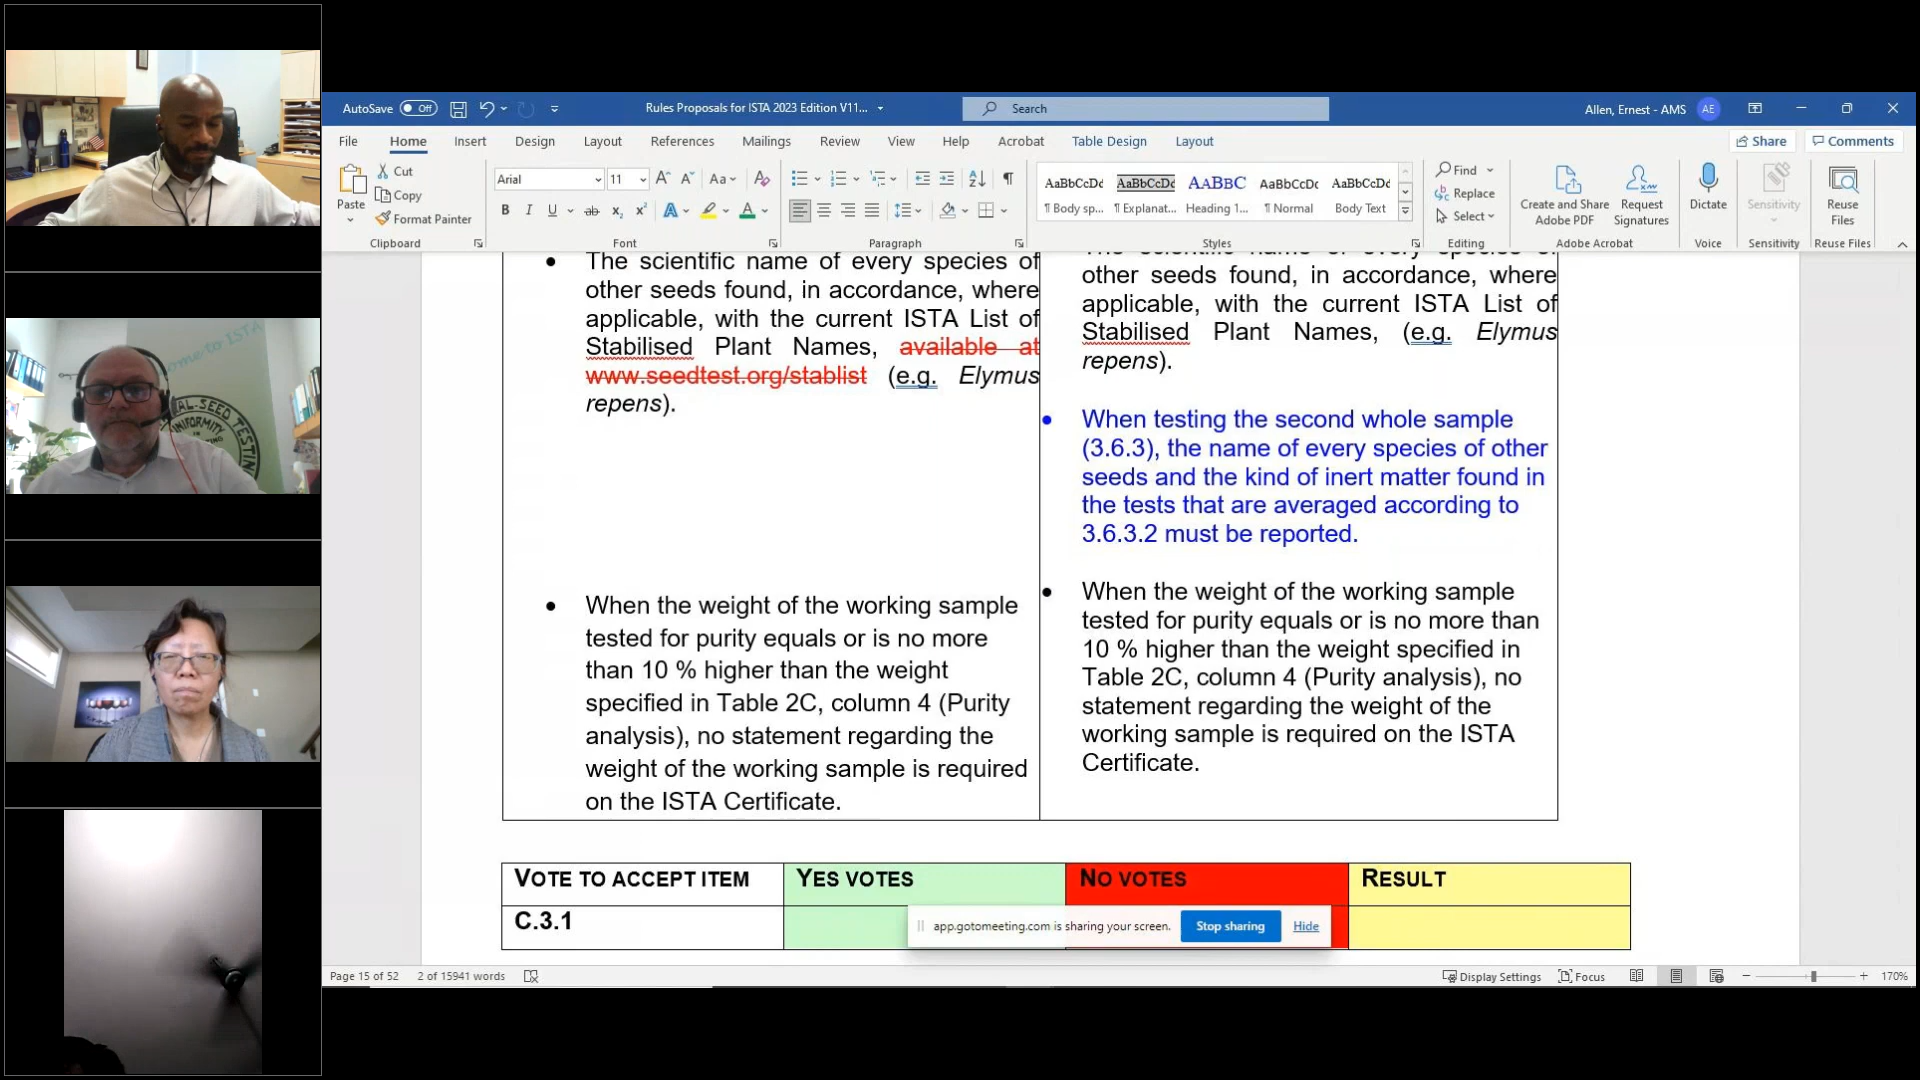 AutoSave Off
Rules Proposals for ISTA 2023 Edition V11...
Search
Allen, Ernest - AMS AE
File Home Insert Design Layout References Mailings Review View Help Acrobat Table Design Layout
Share Comments
Paste
Cut
Copy
Format Painter
Clipboard
Arial 11
Aa
B I U ab x₂ x² A A
Font
Paragraph
AaBbCcDc AaBbCcDc AABBC AaBbCcDc AaBbCcDc
¶ Body sp... ¶ Explanat... Heading 1... ¶ Normal Body Text
Styles
Find
Replace
Select
Editing
Create and Share
Adobe PDF
Request
Signatures
Adobe Acrobat
Dictate
Voice
Sensitivity
Sensitivity
Reuse
Files
Reuse Files
• The scientific name of every species of
other seeds found, in accordance, where
applicable, with the current ISTA List of
Stabilised Plant Names, available at
www.seedtest.org/stablist (e.g. Elymus
repens).
• When the weight of the working sample
tested for purity equals or is no more
than 10 % higher than the weight
specified in Table 2C, column 4 (Purity
analysis), no statement regarding the
weight of the working sample is required
on the ISTA Certificate.
The scientific name of every species of
other seeds found, in accordance, where
applicable, with the current ISTA List of
Stabilised Plant Names, (e.g. Elymus
repens).
• When testing the second whole sample
(3.6.3), the name of every species of other
seeds and the kind of inert matter found in
the tests that are averaged according to
3.6.3.2 must be reported.
• When the weight of the working sample
tested for purity equals or is no more than
10 % higher than the weight specified in
Table 2C, column 4 (Purity analysis), no
statement regarding the weight of the
working sample is required on the ISTA
Certificate.
VOTE TO ACCEPT ITEM YES VOTES NO VOTES RESULT
C.3.1
app.gotomeeting.com is sharing your screen. Stop sharing Hide
Page 15 of 52 2 of 15941 words
Display Settings Focus 170%